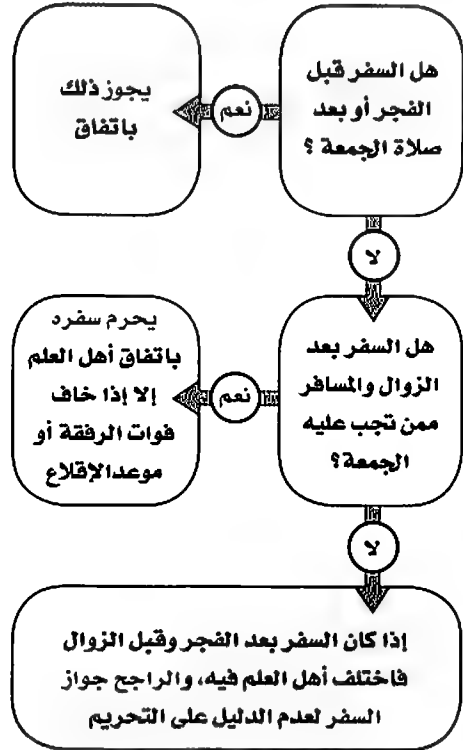 هل السفر قبل
الفجر أو بعد
صلاة الجمعة ؟
نعم
يجوز ذلك
باتفاق
لا
هل السفر بعد
الزوال والمسافر
ممن تجب عليه
الجمعة؟
نعم
يحرم سفره
باتفاق أهل العلم
إلا إذا خاف
فوات الرفقة أو
موعد الإقلاع
لا
إذا كان السفر بعد الفجر وقبل الزوال
فاختلف أهل العلم فيه، والراجح جواز
السفر لعدم الدليل على التحريم